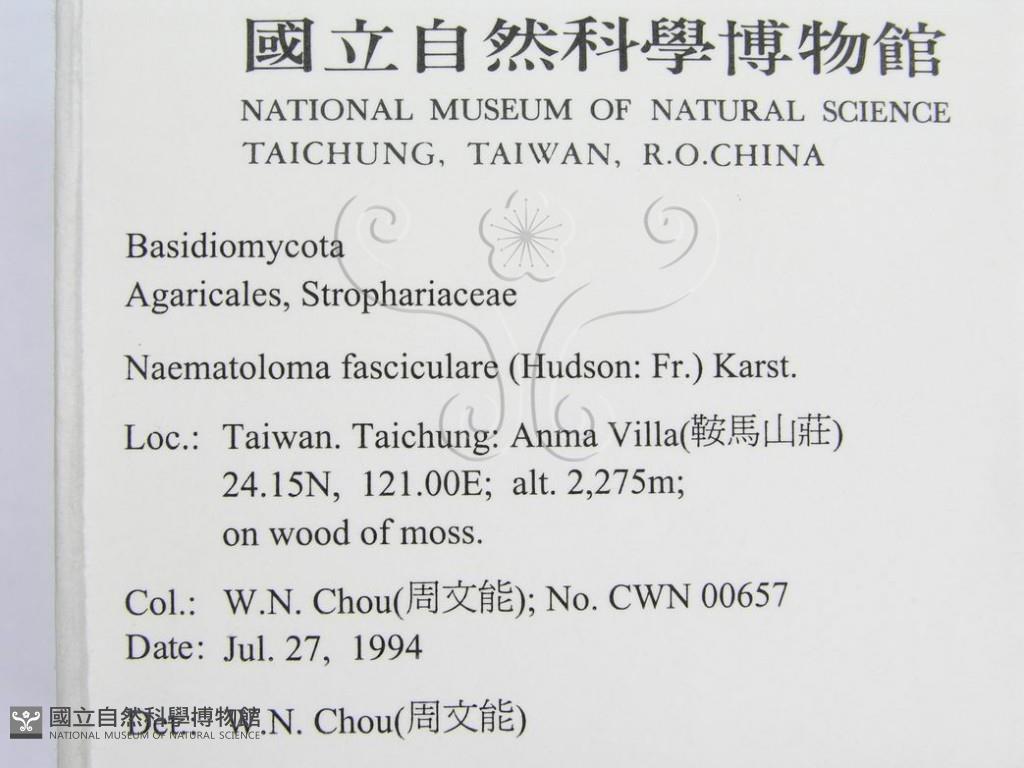 國立自然科學博物館
NATIONAL MUSEUM OF NATURAL SCIENCE
TAICHUNG, TAIWAN, R.O.CHINA
Basidiomycota
Agaricales, Strophariaceae
Naematoloma fasciculare (Hudson: Fr.) Karst.
Loc.: Taiwan. Taichung: Anma Villa(鞍馬山莊)
24.15N, 121.00E; alt. 2,275m;
on wood of moss.
Col.: W.N. Chou(周文能); No. CWN 00657
Date: Jul. 27, 1994
Det.: W.N. Chou(周文能)
國立自然科學博物館
NATIONAL MUSEUM OF NATURAL SCIENCE